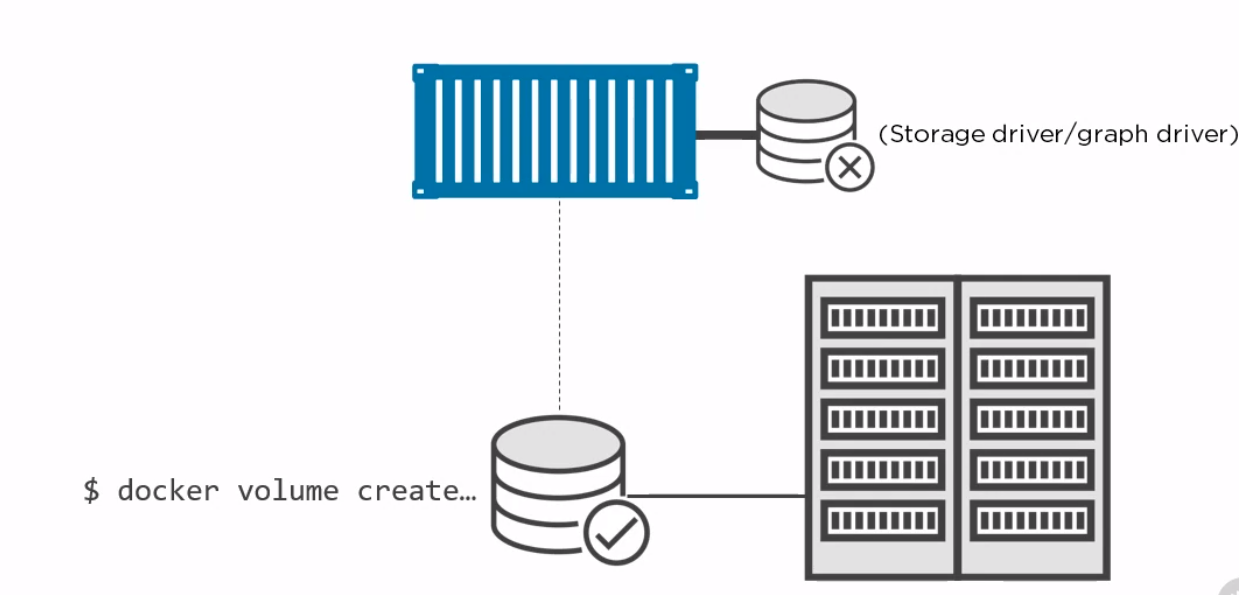 (Storage driver/graph driver)
$ docker volume create…